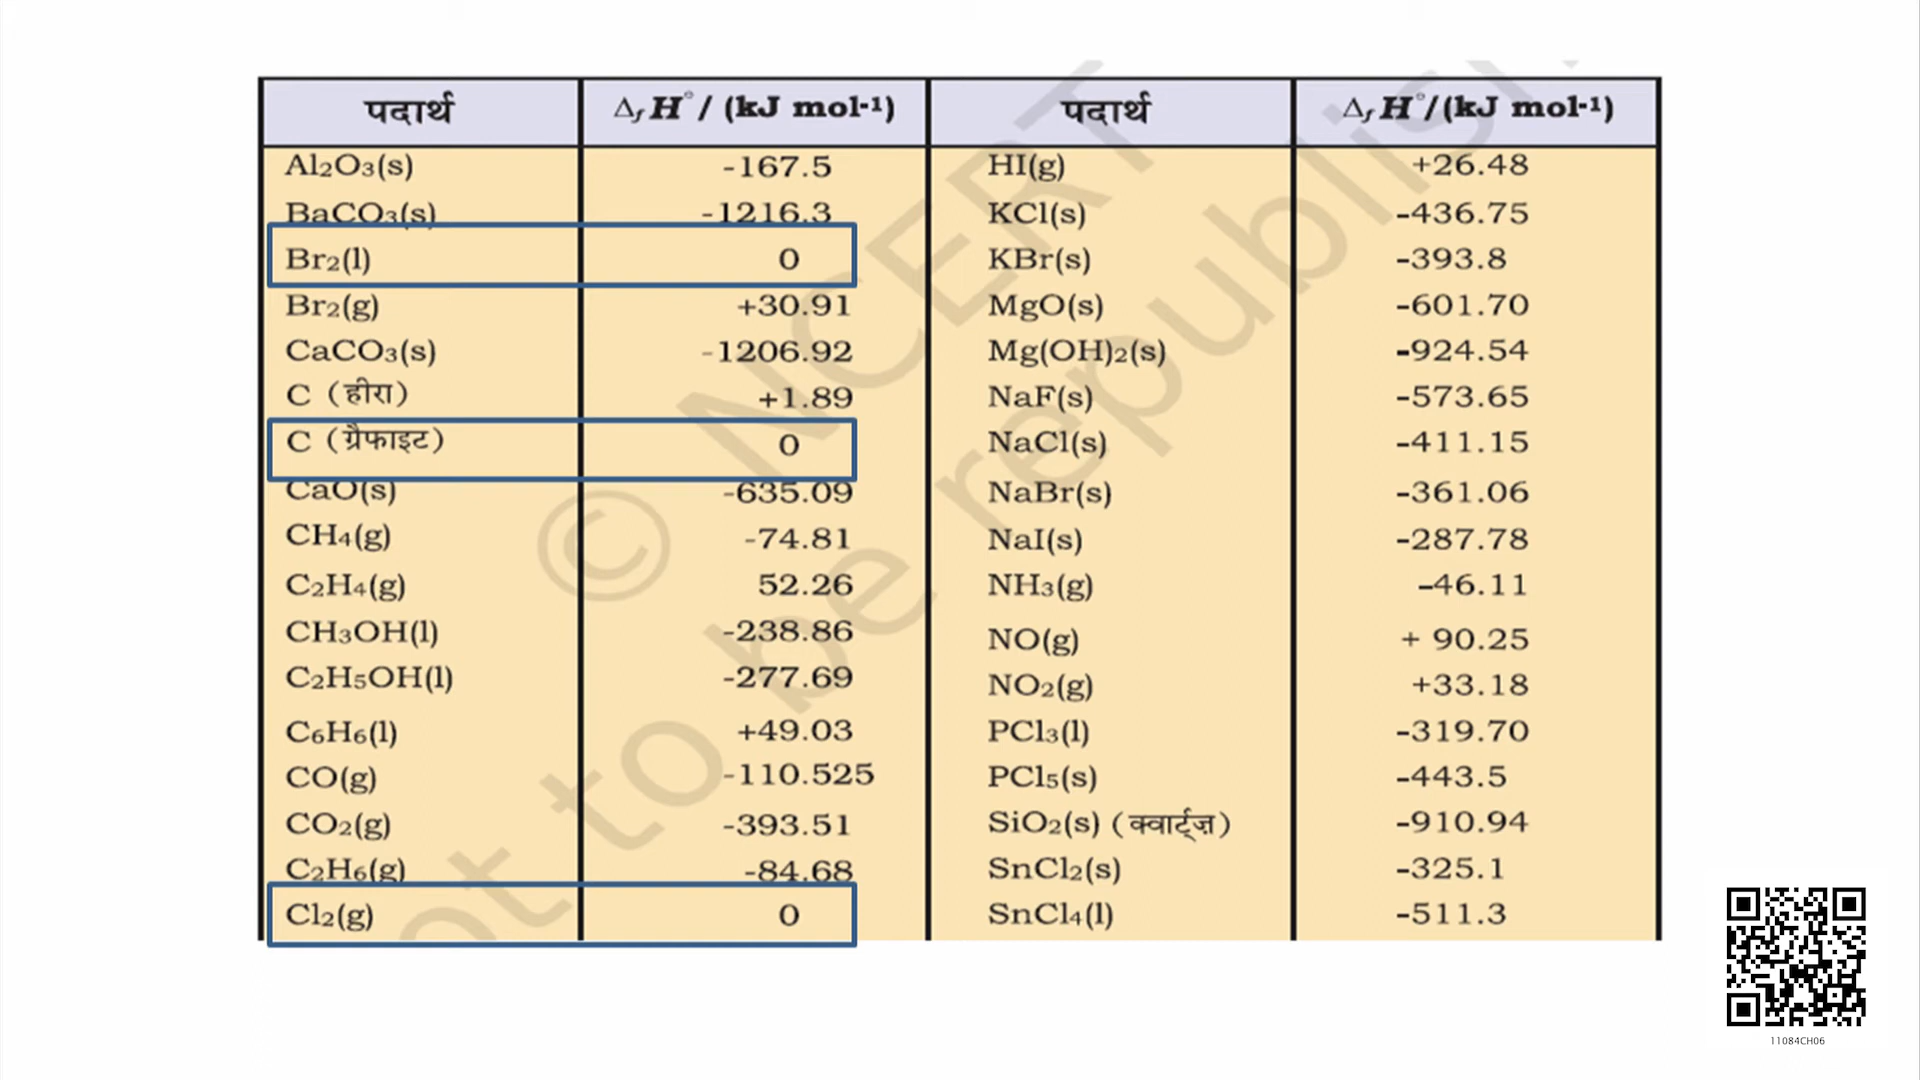 पदार्थ ΔfH°/ (kJ mol-1) पदार्थ ΔfH°/(kJ mol-1)
Al2O3(s) -167.5 HI(g) +26.48
BaCO3(s) -1216.3 KCl(s) -436.75
Br2(l) 0 KBr(s) -393.8
Br2(g) +30.91 MgO(s) -601.70
CaCO3(s) -1206.92 Mg(OH)2(s) -924.54
C (हीरा) +1.89 NaF(s) -573.65
C (ग्रैफाइट) 0 NaCl(s) -411.15
CaO(s) -635.09 NaBr(s) -361.06
CH4(g) -74.81 NaI(s) -287.78
C2H4(g) 52.26 NH3(g) -46.11
CH3OH(l) -238.86 NO(g) + 90.25
C2H5OH(l) -277.69 NO2(g) +33.18
C6H6(l) +49.03 PCl3(l) -319.70
CO(g) -110.525 PCl5(s) -443.5
CO2(g) -393.51 SiO2(s) (क्वार्ट्ज़) -910.94
C2H6(g) -84.68 SnCl2(s) -325.1
Cl2(g) 0 SnCl4(l) -511.3
© NCERT
not to be republish
11084CH06